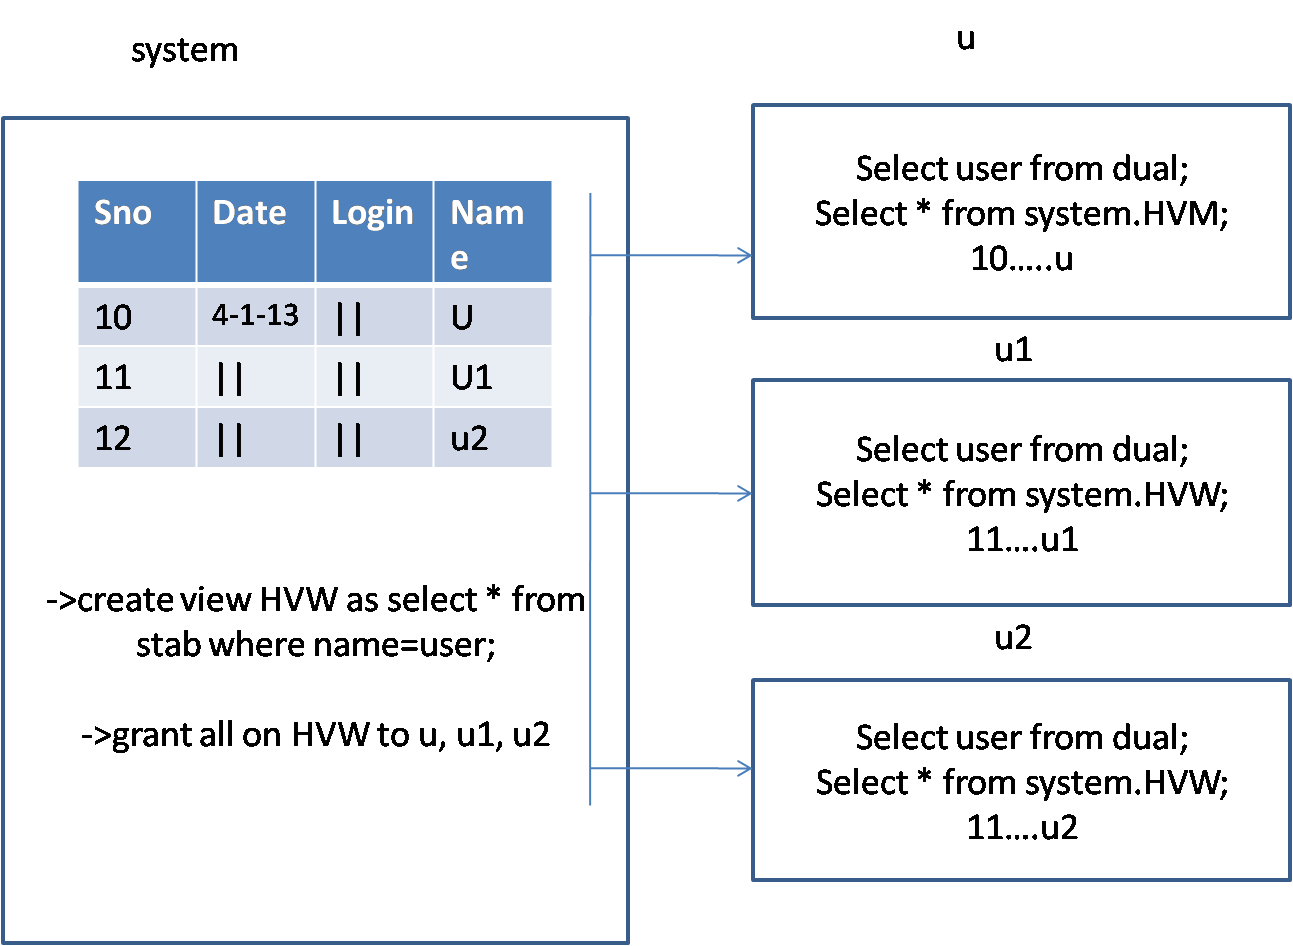 system
Sno Date Login Nam
e
10 4-1-13 || U
11 || || U1
12 || || u2
->create view HVW as select * from
stab where name=user;
->grant all on HVW to u, u1, u2
u
Select user from dual;
Select * from system.HVM;
10.....u
u1
Select user from dual;
Select * from system.HVW;
11....u1
u2
Select user from dual;
Select * from system.HVW;
11....u2